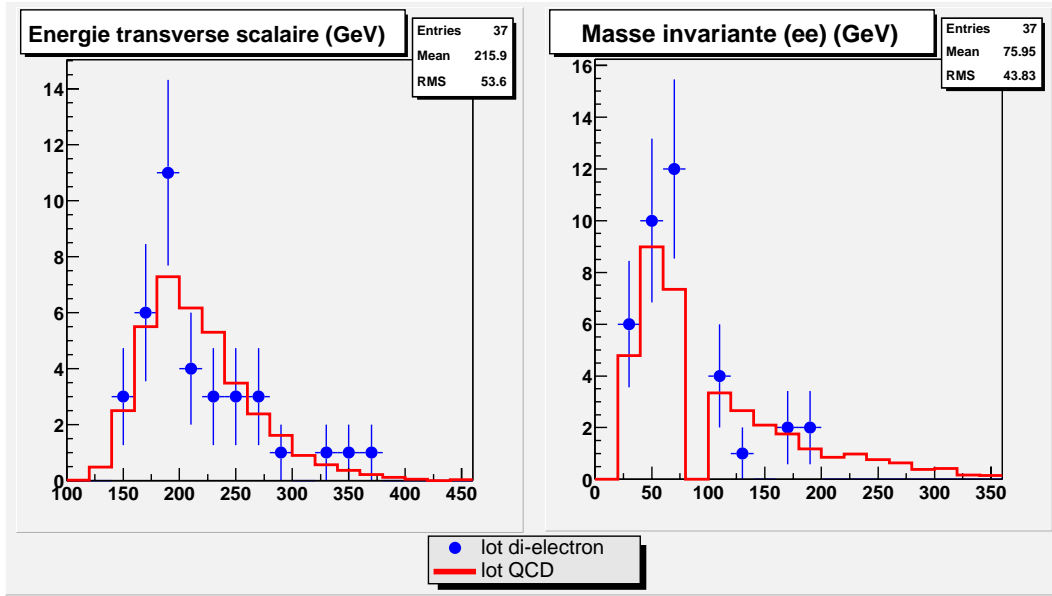 Energie transverse scalaire (GeV)
Entries 37
Mean 215.9
RMS 53.6
14
12
10
8
6
4
2
0
100 150 200 250 300 350 400 450
Masse invariante (ee) (GeV)
Entries 37
Mean 75.95
RMS 43.83
16
14
12
10
8
6
4
2
0
0 50 100 150 200 250 300 350
lot di-electron
lot QCD